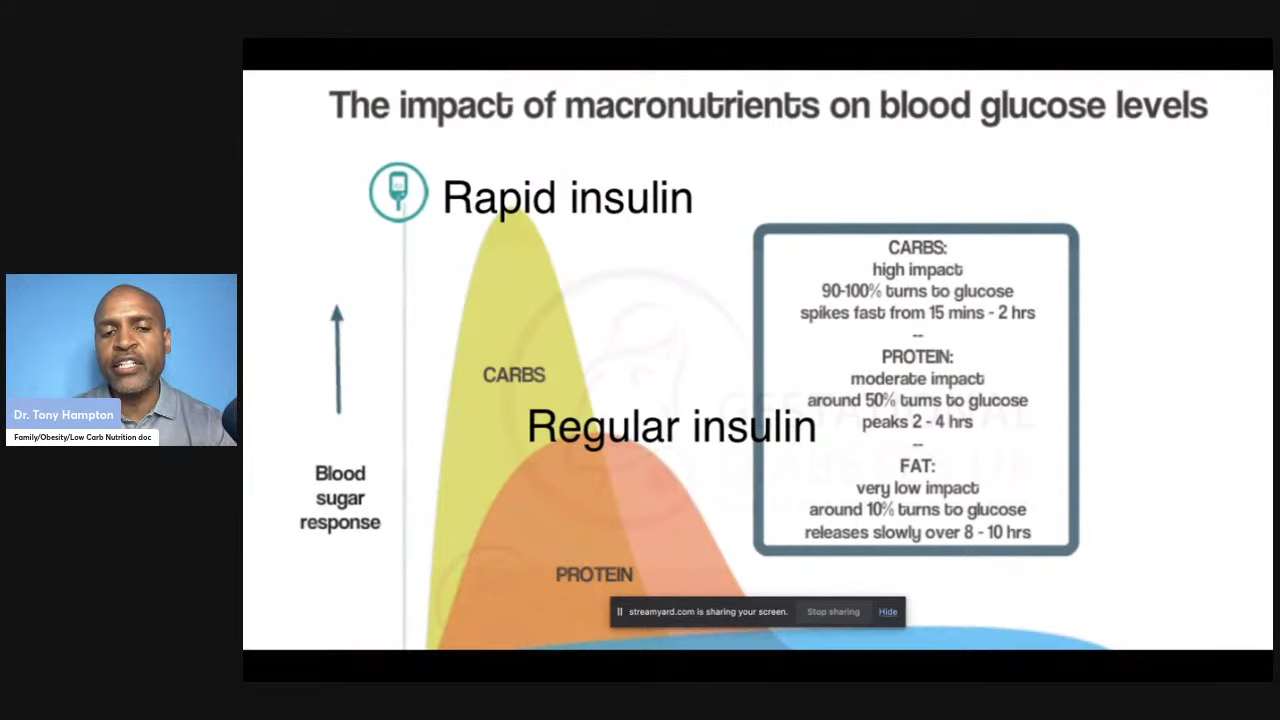 The impact of macronutrients on blood glucose levels
Rapid insulin
CARBS:
high impact
90-100% turns to glucose
spikes fast from 15 mins - 2 hrs
--
PROTEIN:
moderate impact
around 50% turns to glucose
peaks 2 - 4 hrs
--
FAT:
very low impact
around 10% turns to glucose
releases slowly over 8 - 10 hrs
CARBS
Regular insulin
Blood
sugar
response
PROTEIN
streamyard.com is sharing your screen. Stop sharing Hide
Dr. Tony Hampton
Family/Obesity/Low Carb Nutrition doc